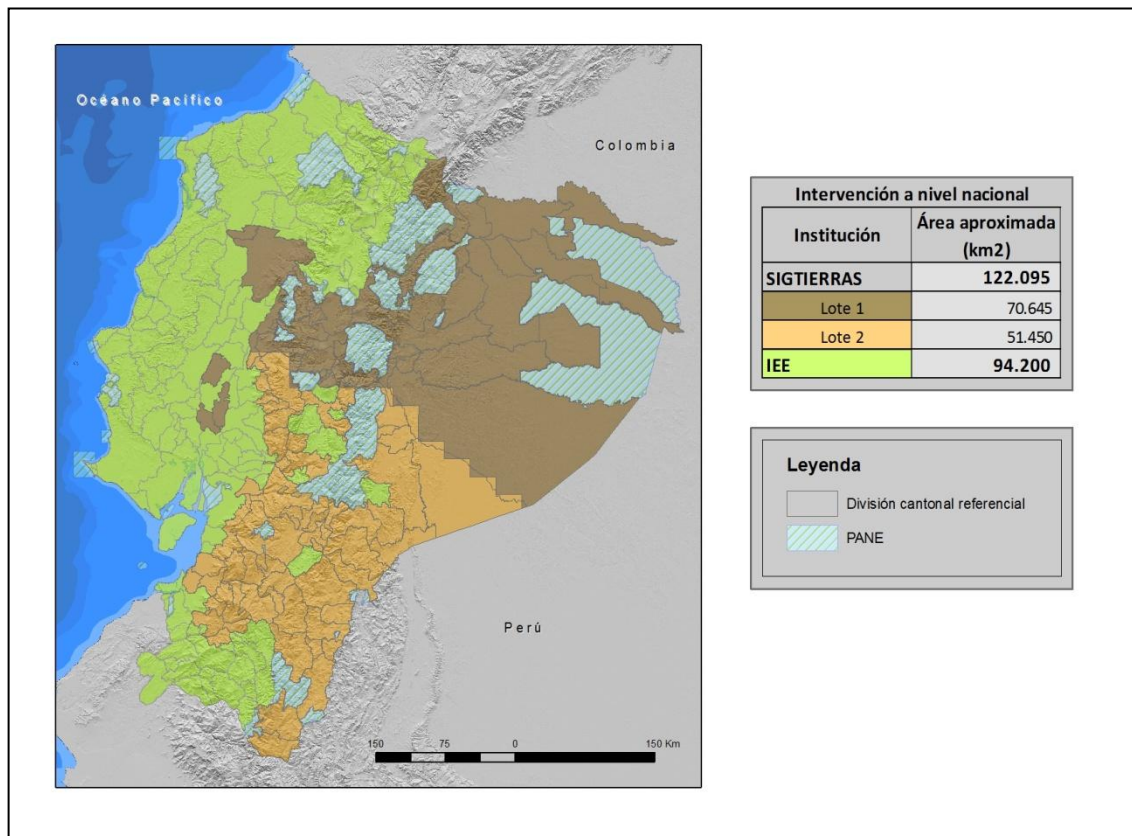 Océano Pacífico
Colombia
Perú
150 75 0 150 Km
Intervención a nivel nacional
Institución Área aproximada
(km2)
SIGTIERRAS 122.095
Lote 1 70.645
Lote 2 51.450
IEE 94.200
Leyenda
División cantonal referencial
PANE